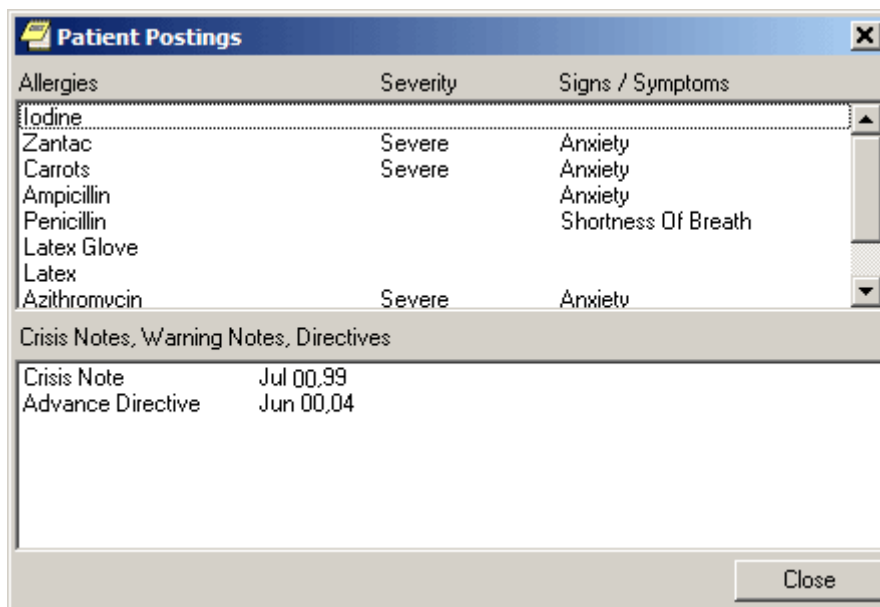 Patient Postings
Allergies Severity Signs / Symptoms
Iodine
Zantac Severe Anxiety
Carrots Severe Anxiety
Ampicillin Anxiety
Penicillin Shortness Of Breath
Latex Glove
Latex
Azithromycin Severe Anxiety
Crisis Notes, Warning Notes, Directives
Crisis Note Jul 00,99
Advance Directive Jun 00,04
Close